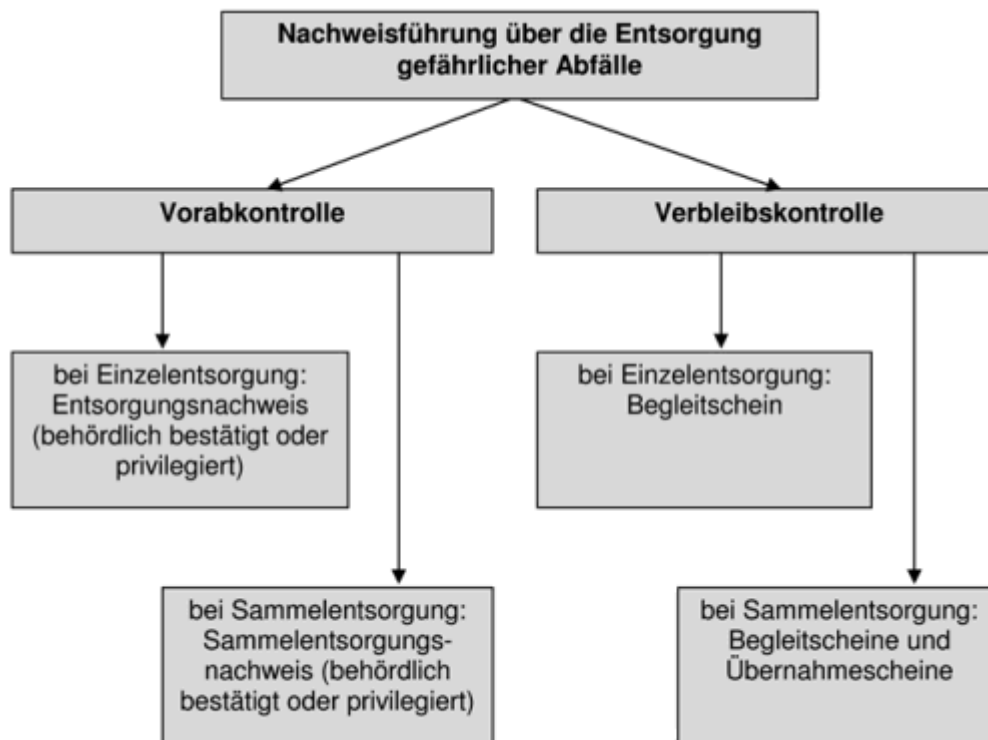 Nachweisführung über die Entsorgung
gefährlicher Abfälle
Vorabkontrolle
Verbleibskontrolle
bei Einzelentsorgung:
Entsorgungsnachweis
(behördlich bestätigt oder
privilegiert)
bei Einzelentsorgung:
Begleitschein
bei Sammelentsorgung:
Sammelentsorgungs-
nachweis (behördlich
bestätigt oder privilegiert)
bei Sammelentsorgung:
Begleitscheine und
Übernahmescheine